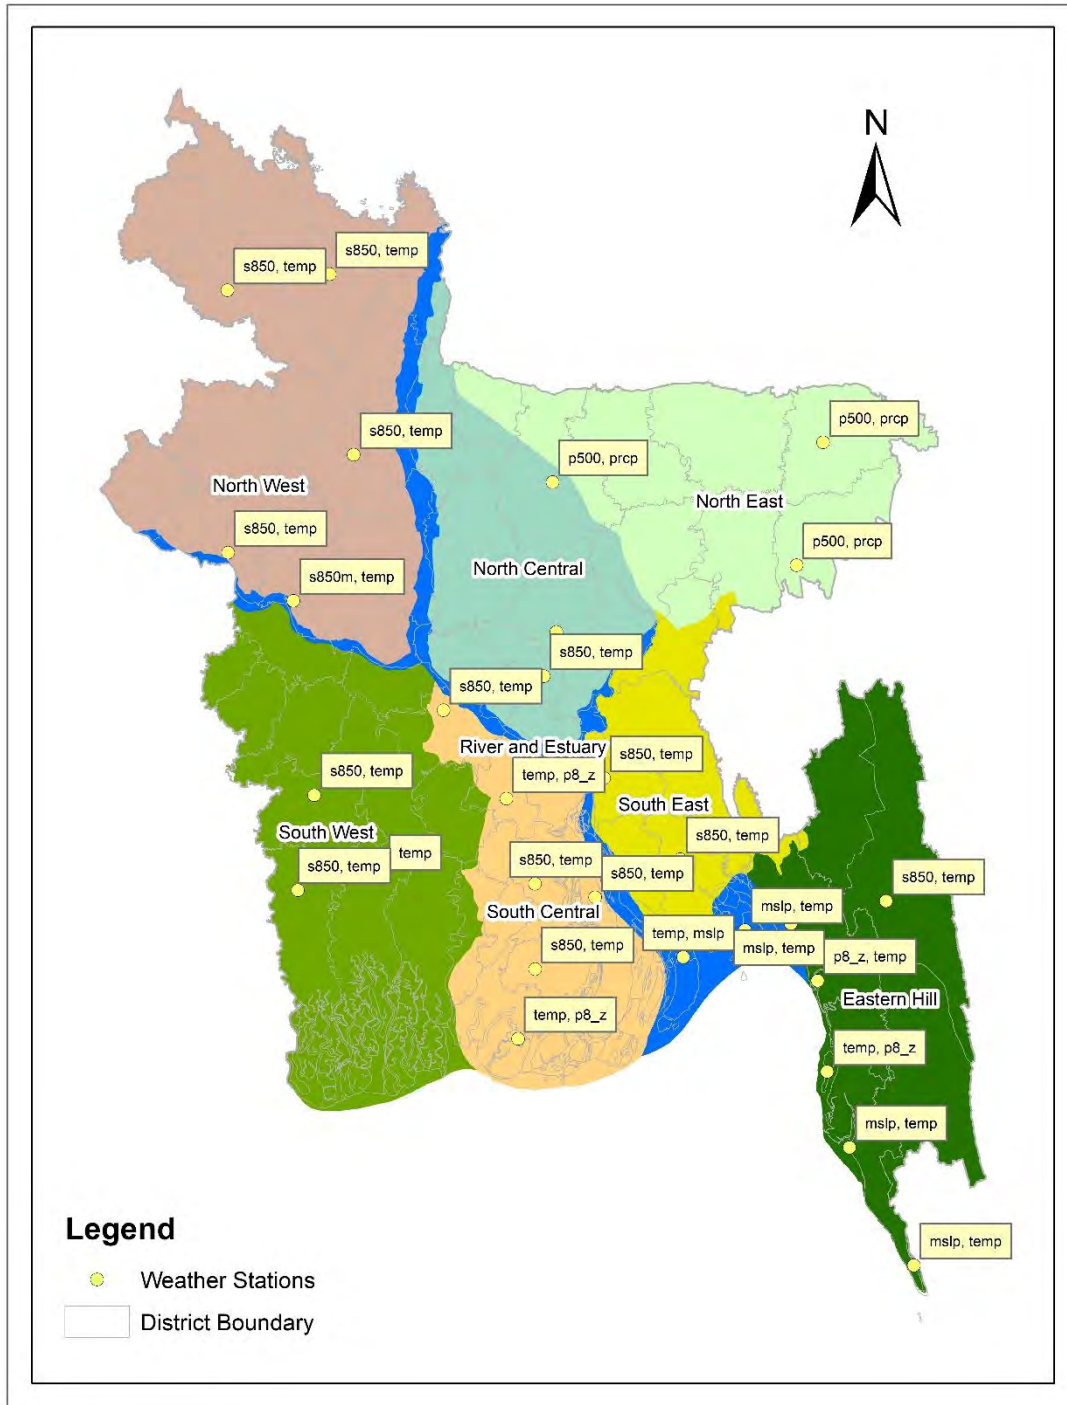 N
s850, temp
s850, temp
s850, temp
p500, prcp
p500, prcp
North West
North East
s850, temp
p500, prcp
North Central
s850m, temp
s850, temp
s850, temp
River and Estuary
s850, temp
temp, p8_z
s850, temp
South East
South West
s850, temp
temp
s850, temp
s850, temp
s850, temp
s850, temp
South Central
mslp, temp
temp, mslp
mslp, temp
s850, temp
p8_z, temp
Eastern Hill
temp, p8_z
temp, p8_z
mslp, temp
mslp, temp
Legend
Weather Stations
District Boundary